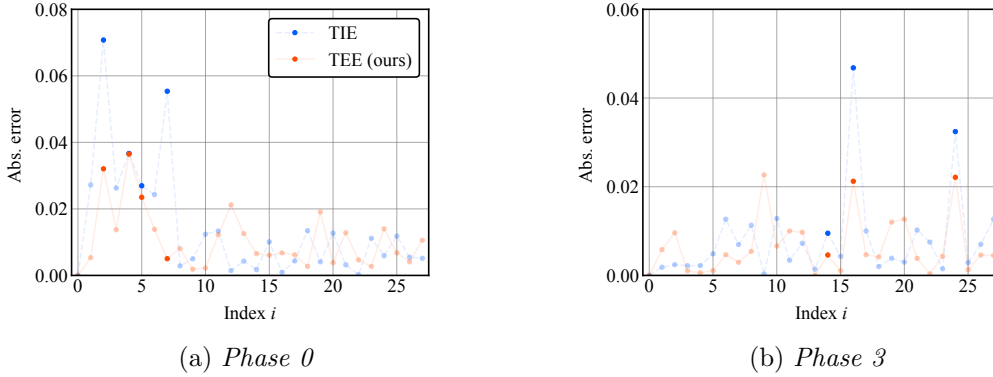 0.08
0.06
0.04
0.02
0.00
Abs. error
0 5 10 15 20 25
Index i
TIE
TEE (ours)
(a) Phase 0
0.06
0.04
0.02
0.00
Abs. error
0 5 10 15 20 25
Index i
(b) Phase 3